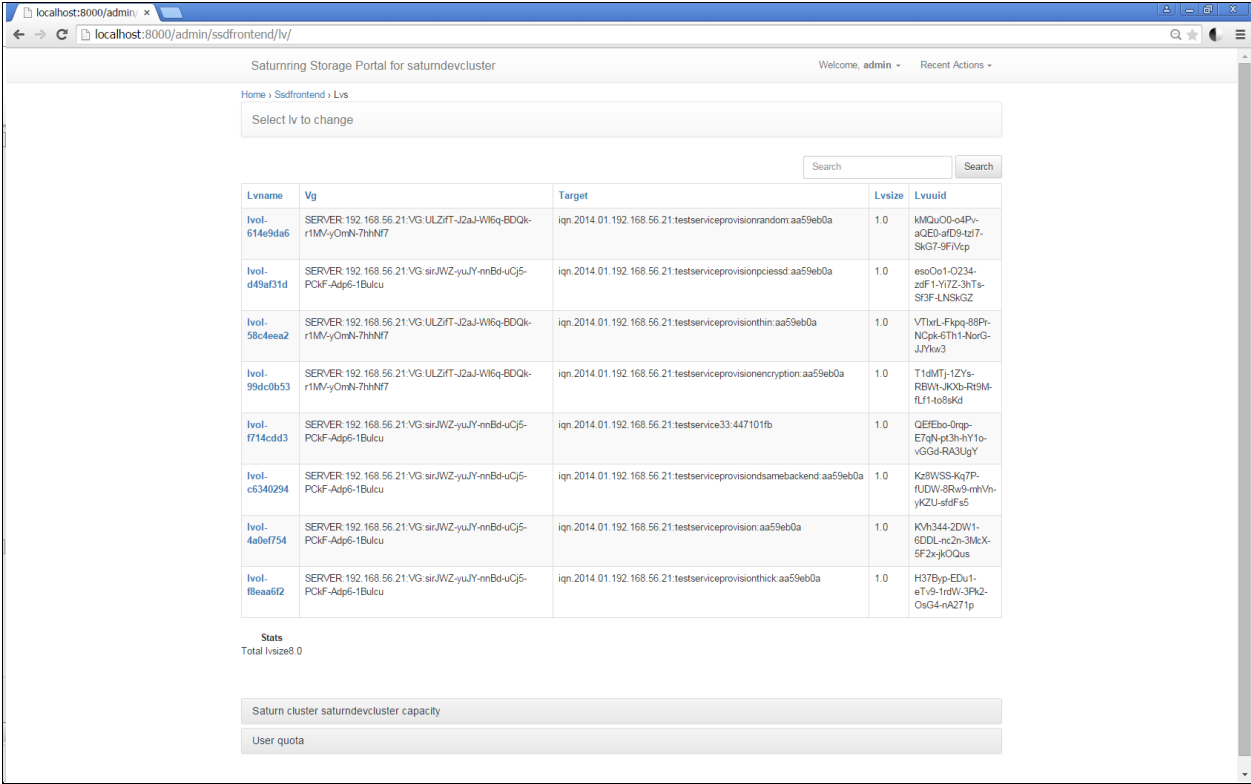 localhost:8000/admin/ ×
localhost:8000/admin/ssdfrontend/lv/
Saturnring Storage Portal for saturndevcluster Welcome, admin Recent Actions
Home › Ssdfrontend › Lvs
Select lv to change
Search Search
Lvname Vg Target Lvsize Lvuuid
lvol- SERVER:192.168.56.21:VG:ULZifT-J2aJ-Wl6q-BDQk- iqn.2014.01.192.168.56.21:testserviceprovisionrandom:aa59eb0a 1.0 kMQuO0-o4Pv-
614e9da6 r1MV-yOmN-7hhNf7 aQE0-afD9-tzI7-
SkG7-9FiVcp
lvol- SERVER:192.168.56.21:VG:sirJWZ-yuJY-nnBd-uCj5- iqn.2014.01.192.168.56.21:testserviceprovisionpciessd:aa59eb0a 1.0 esoOo1-O234-
d49af31d PCkF-Adp6-1Bulcu zdF1-Yi7Z-3hTs-
Sf3F-LNSkGZ
lvol- SERVER:192.168.56.21:VG:ULZifT-J2aJ-Wl6q-BDQk- iqn.2014.01.192.168.56.21:testserviceprovisionthin:aa59eb0a 1.0 VTlxrL-Fkpq-88Pr-
58c4eea2 r1MV-yOmN-7hhNf7 NCpk-6Th1-NorG-
JJYkw3
lvol- SERVER:192.168.56.21:VG:ULZifT-J2aJ-Wl6q-BDQk- iqn.2014.01.192.168.56.21:testserviceprovisionencryption:aa59eb0a 1.0 T1dMTj-1ZYs-
99dc0b53 r1MV-yOmN-7hhNf7 RBWt-JKXb-Rt9M-
fLf1-to8sKd
lvol- SERVER:192.168.56.21:VG:sirJWZ-yuJY-nnBd-uCj5- iqn.2014.01.192.168.56.21:testservice33:447101fb 1.0 QEfEbo-0rqp-
f714cdd3 PCkF-Adp6-1Bulcu E7qN-pt3h-hY1o-
vGGd-RA3UgY
lvol- SERVER:192.168.56.21:VG:sirJWZ-yuJY-nnBd-uCj5- iqn.2014.01.192.168.56.21:testserviceprovisiondsamebackend:aa59eb0a 1.0 Kz8WSS-Kq7P-
c6340294 PCkF-Adp6-1Bulcu fUDW-8Rw9-mhVn-
yKZU-sfdFs5
lvol- SERVER:192.168.56.21:VG:sirJWZ-yuJY-nnBd-uCj5- iqn.2014.01.192.168.56.21:testserviceprovision:aa59eb0a 1.0 KVh344-2DW1-
4a0ef754 PCkF-Adp6-1Bulcu 6DDL-nc2n-3McX-
5F2x-jkOQus
lvol- SERVER:192.168.56.21:VG:sirJWZ-yuJY-nnBd-uCj5- iqn.2014.01.192.168.56.21:testserviceprovisionthick:aa59eb0a 1.0 H37Byp-EDu1-
f8eaa6f2 PCkF-Adp6-1Bulcu eTv9-1rdW-3Pk2-
OsG4-nA271p
Stats
Total lvsize8.0
Saturn cluster saturndevcluster capacity
User quota